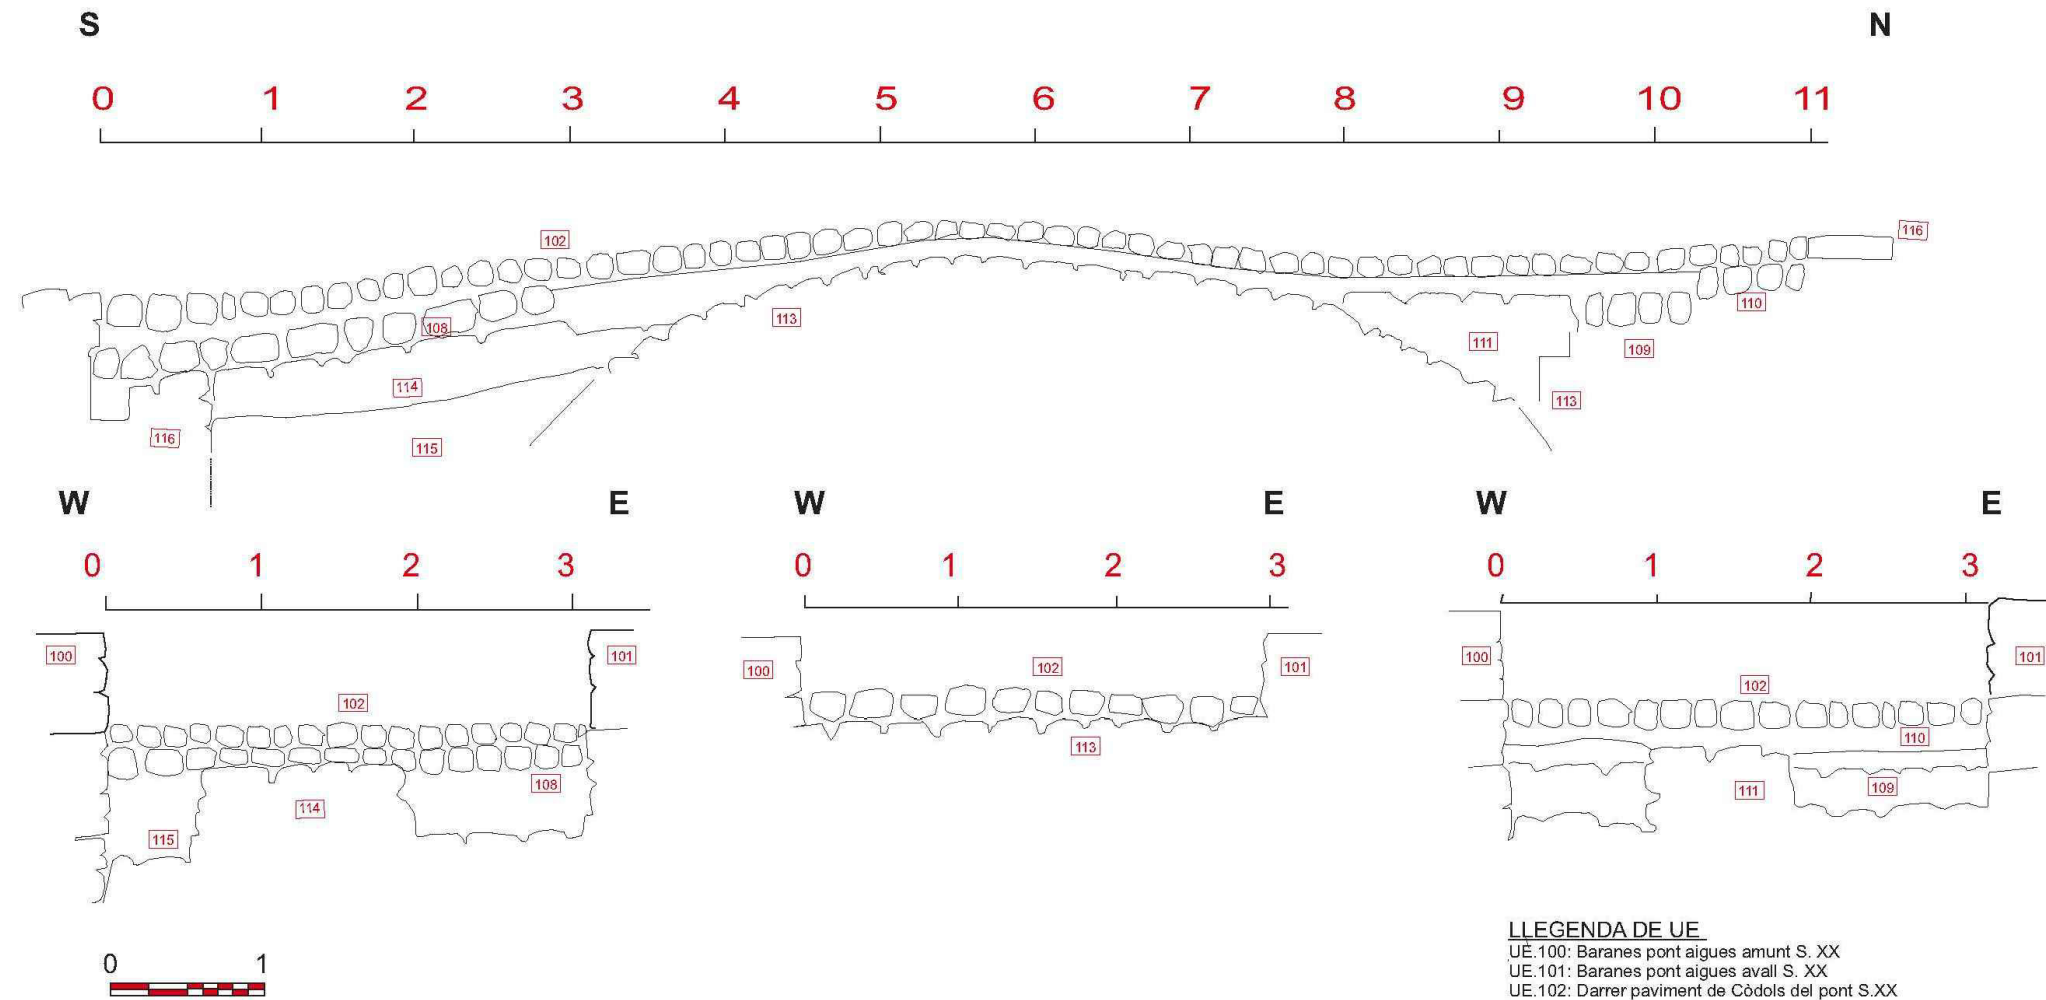 S N
0 1 2 3 4 5 6 7 8 9 10 11
102
116
108
113
110
111
109
114
113
116
115
W E W E W E
0 1 2 3 0 1 2 3 0 1 2 3
100 101 100 102 101 100 101
102 102
113 110
108
114 111 109
115
LLEGENDA DE UE
0 1
UE.100: Baranes pont aigues amunt S. XX
UE.101: Baranes pont aigues avall S. XX
UE.102: Darrer paviment de Còdols del pont S.XX